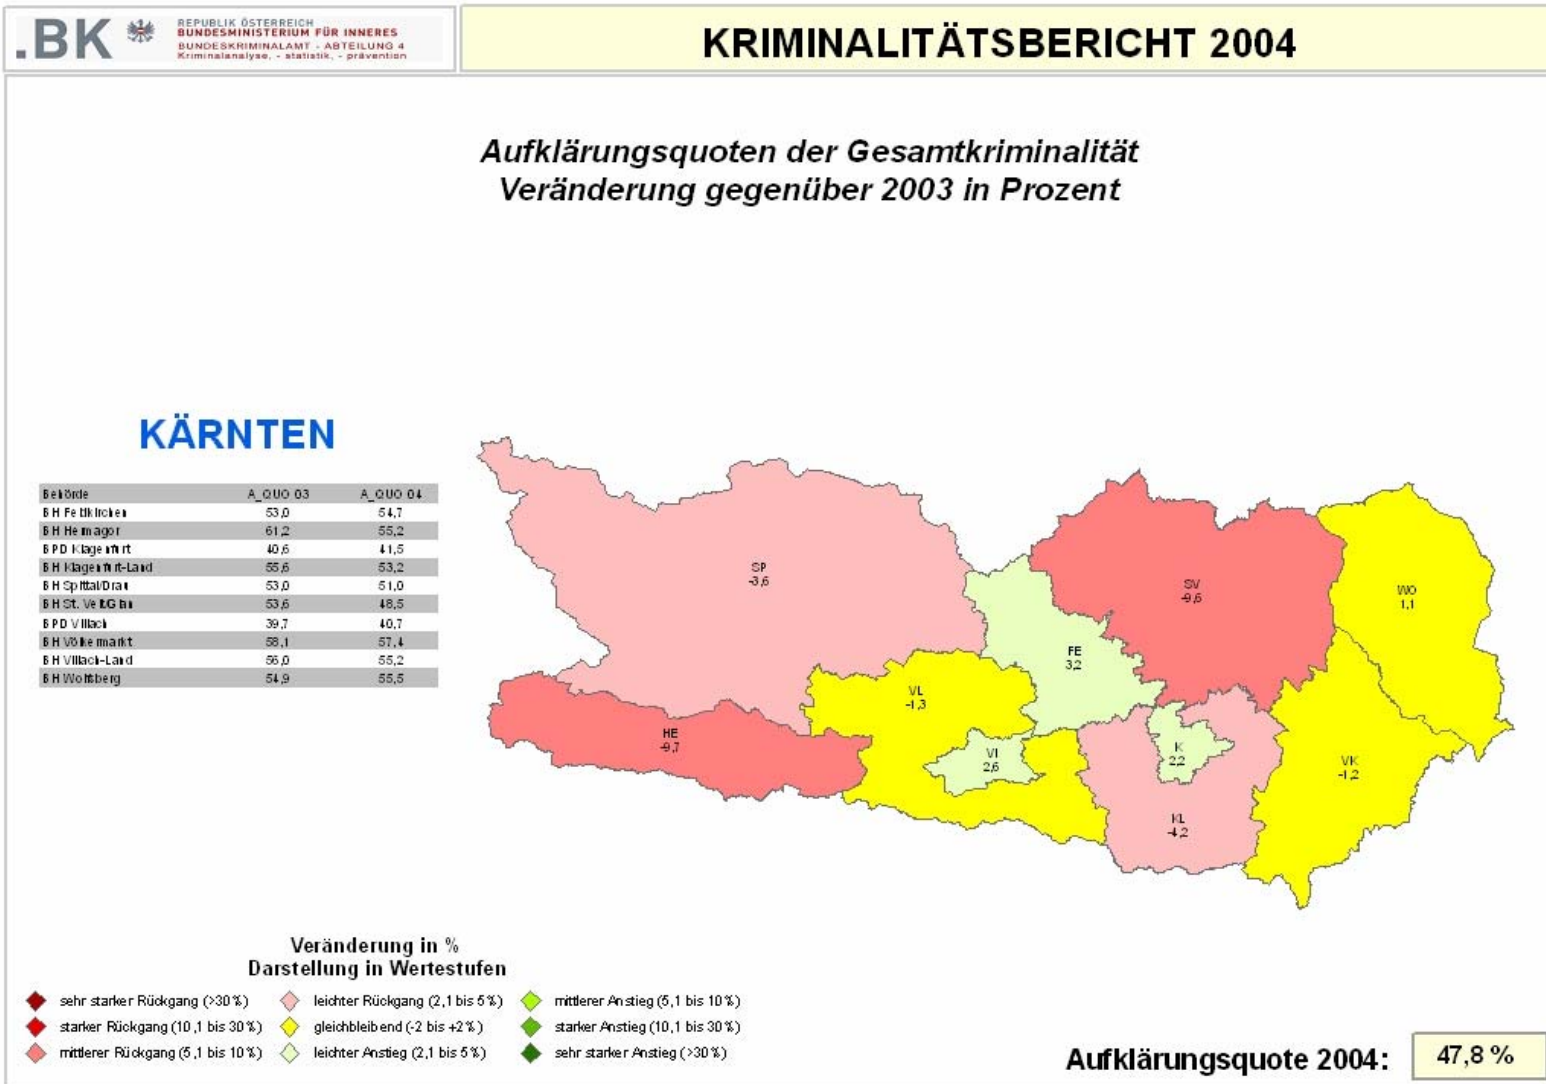 .BK
REPUBLIK ÖSTERREICH
BUNDESMINISTERIUM FÜR INNERES
BUNDESKRIMINALAMT - ABTEILUNG 4
Kriminalanalyse, - statistik, - prävention
KRIMINALITÄTSBERICHT 2004
Aufklärungsquoten der Gesamtkriminalität
Veränderung gegenüber 2003 in Prozent
KÄRNTEN
Behörde A_QUO 03 A_QUO 04
BH Feldkirchen 53,0 54,7
BH Hermagor 61,2 55,2
BPD Klagenfurt 40,6 41,5
BH Klagenfurt-Land 55,6 53,2
BH Spittal/Drau 53,0 51,0
BH St. Veit/Glan 53,6 48,5
BPD Villach 39,7 40,7
BH Völkermarkt 58,1 57,4
BH Villach-Land 56,0 55,2
BH Wolfsberg 54,9 55,5
SP
-3,6
SV
-9,6
WO
1,1
FE
3,2
VL
-1,3
HE
-9,7
VI
2,6
K
2,2
VK
-1,2
KL
-4,2
Veränderung in %
Darstellung in Wertestufen
sehr starker Rückgang (>30%) leichter Rückgang (2,1 bis 5%) mittlerer Anstieg (5,1 bis 10%)
starker Rückgang (10,1 bis 30%) gleichbleibend (-2 bis +2%) starker Anstieg (10,1 bis 30%)
mittlerer Rückgang (5,1 bis 10%) leichter Anstieg (2,1 bis 5%) sehr starker Anstieg (>30%)
Aufklärungsquote 2004: 47,8 %